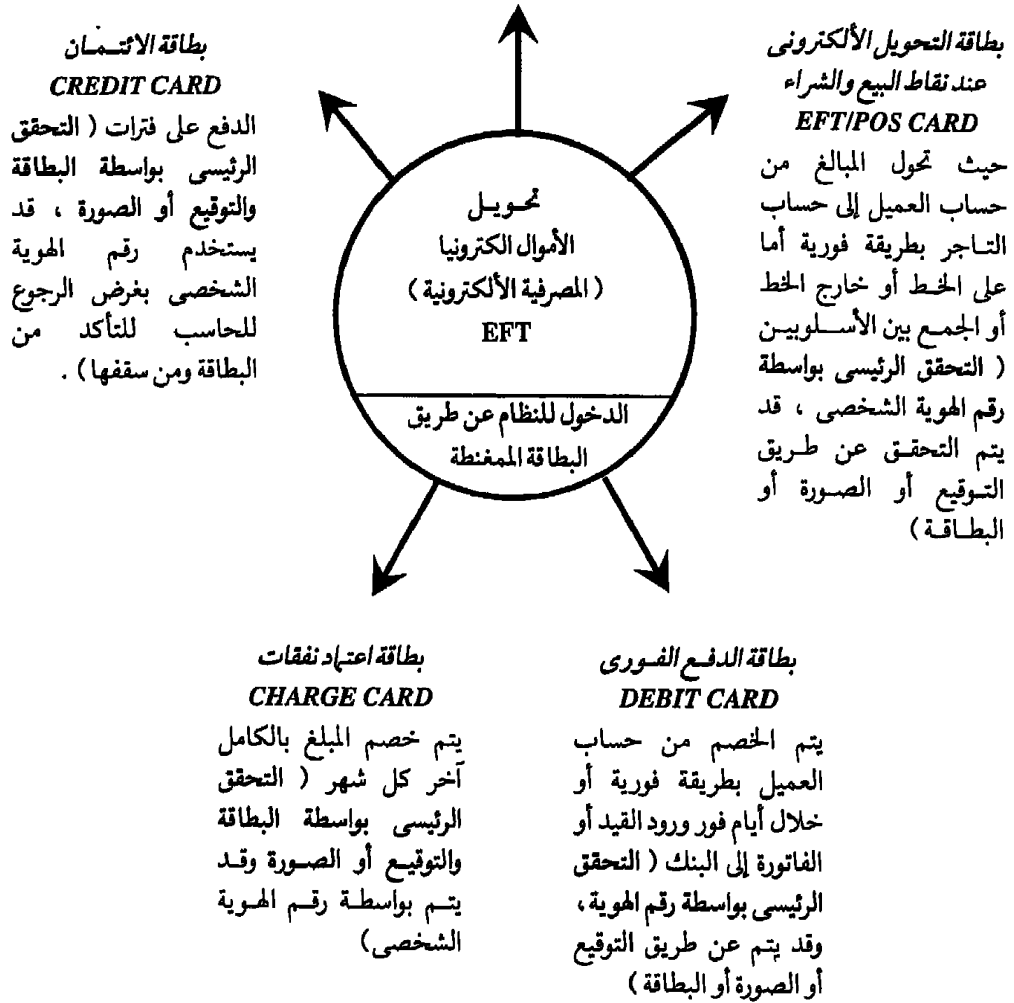 بطاقة التحويل الألكترونى
عند نقاط البيع والشراء
EFT/POS CARD
حيث تحول المبالغ من
حساب العميل إلى حساب
التاجر بطريقة فورية أما
على الخط أو خارج الخط
أو الجمع بين الأسلوبين
( التحقق الرئيسى بواسطة
رقم الهوية الشخصى ، قد
يتم التحقق عن طريق
التوقيع أو الصورة أو
البطاقة )
تحويل
الأموال الكترونيا
( المصرفية الألكترونية )
EFT
الدخول للنظام عن طريق
البطاقة الممغنطة
بطاقة الائتمان
CREDIT CARD
الدفع على فترات ( التحقق
الرئيسى بواسطة البطاقة
والتوقيع أو الصورة ، قد
يستخدم رقم الهوية
الشخصى بغرض الرجوع
للحاسب للتأكد من
البطاقة ومن سقفها ) .
بطاقة الدفع الفورى
DEBIT CARD
يتم الخصم من حساب
العميل بطريقة فورية أو
خلال أيام فور ورود القيد أو
الفاتورة إلى البنك ( التحقق
الرئيسى بواسطة رقم الهوية ،
وقد يتم عن طريق التوقيع
أو الصورة أو البطاقة )
بطاقة اعتماد نفقات
CHARGE CARD
يتم خصم المبلغ بالكامل
آخر كل شهر ( التحقق
الرئيسى بواسطة البطاقة
والتوقيع أو الصورة وقد
يتم بواسطة رقم الهوية
الشخصى)